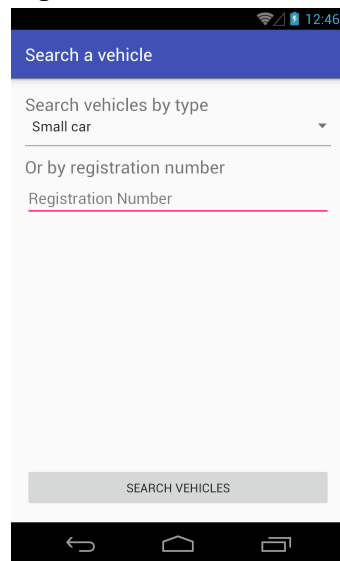 12:46
Search a vehicle
Search vehicles by type
Small car
Or by registration number
Registration Number
SEARCH VEHICLES